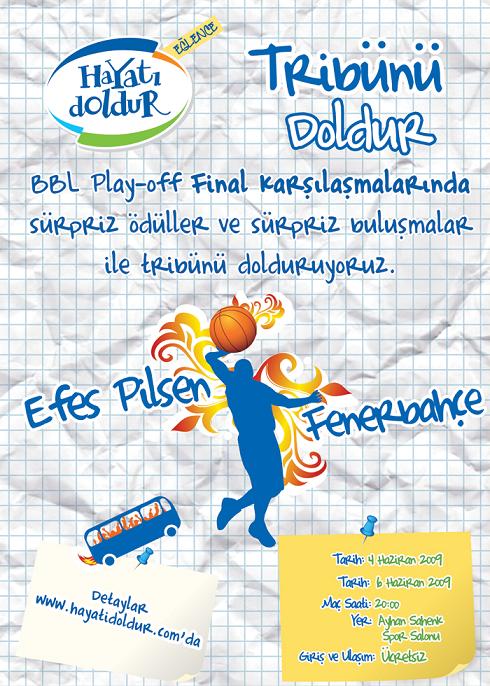 EĞLENCE
Hayatı
doldur
Tribünü
Doldur
BBL Play-off Final Karşılaşmalarında
sürpriz ödüller ve sürpriz buluşmalar
ile tribünü dolduruyoruz.
Efes Pilsen
Fenerbahçe
Detaylar
www.hayatidoldur.com'da
Tarih: 4 Haziran 2009
Tarih: 6 Haziran 2009
Maç Saati: 20:00
Yer: Ayhan Şahenk
Spor Salonu
Giriş ve Ulaşım: Ücretsiz